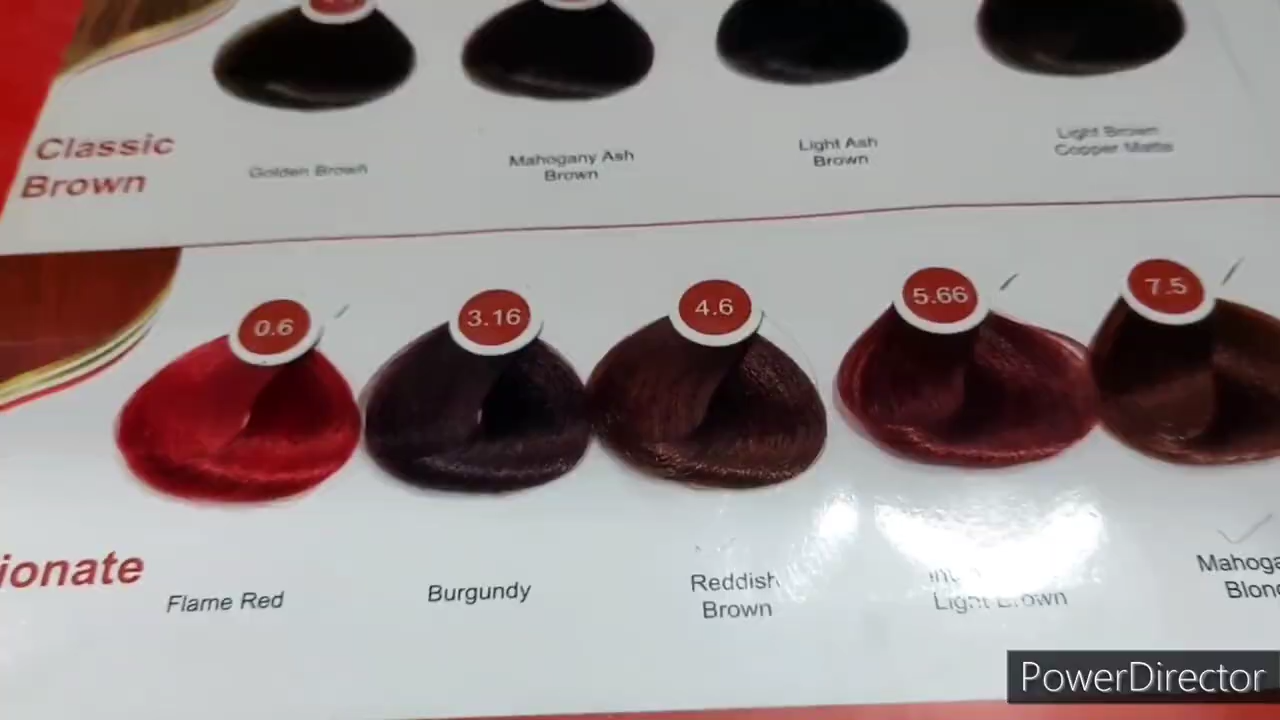 Classic
Brown
Golden Brown
Mahogany Ash
Brown
Light Ash
Brown
Light Brown
Copper Matte
0.6
3.16
4.6
5.66
7.5
ionate
Flame Red
Burgundy
Reddish
Brown
Light Brown
Mahoga
Blon
PowerDirector